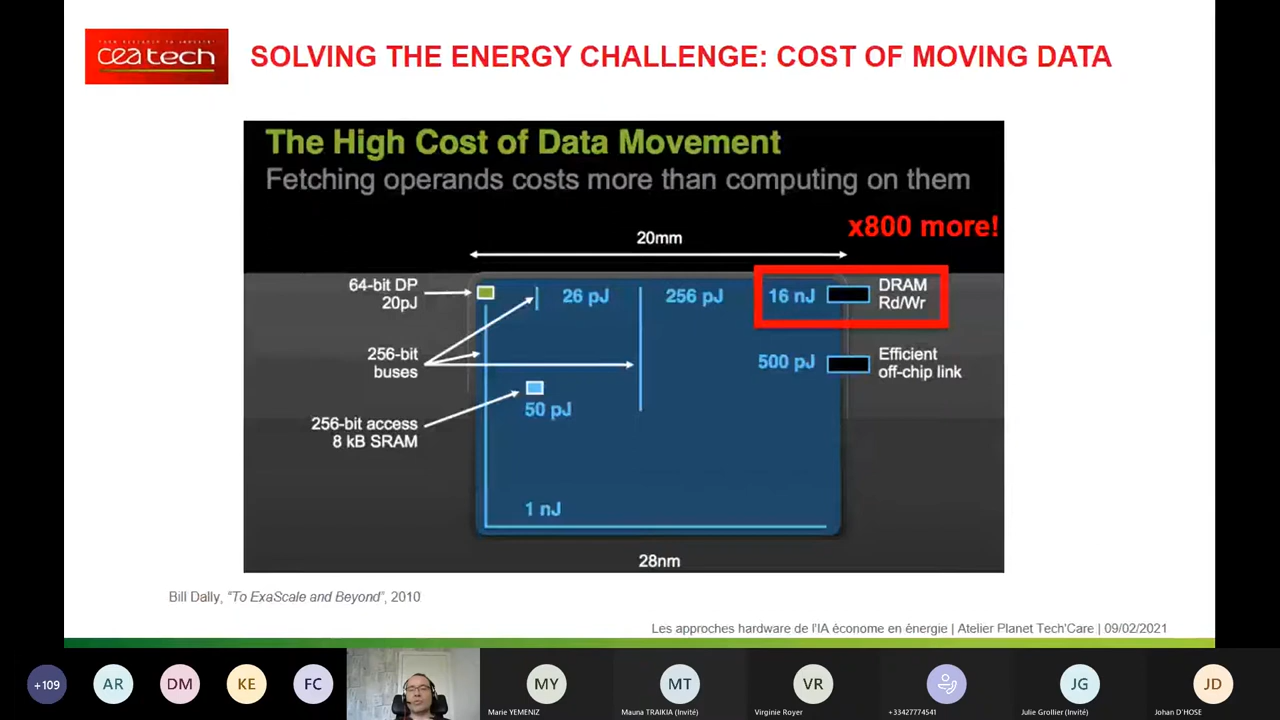 ceatech
SOLVING THE ENERGY CHALLENGE: COST OF MOVING DATA
The High Cost of Data Movement
Fetching operands costs more than computing on them
x800 more!
20mm
64-bit DP
20pJ
26 pJ
256 pJ
16 nJ
DRAM
Rd/Wr
256-bit
buses
500 pJ
Efficient
off-chip link
256-bit access
8 kB SRAM
50 pJ
1 nJ
28nm
Bill Dally, “To ExaScale and Beyond”, 2010
Les approches hardware de l'IA économe en énergie | Atelier Planet Tech'Care | 09/02/2021
+109
AR
DM
KE
FC
MY
Marie YEMENIZ
MT
Mauna TRAIKIA (Invité)
VR
Virginie Royer
+33427774541
JG
Julie Grollier (Invité)
JD
Johan D'HOSE